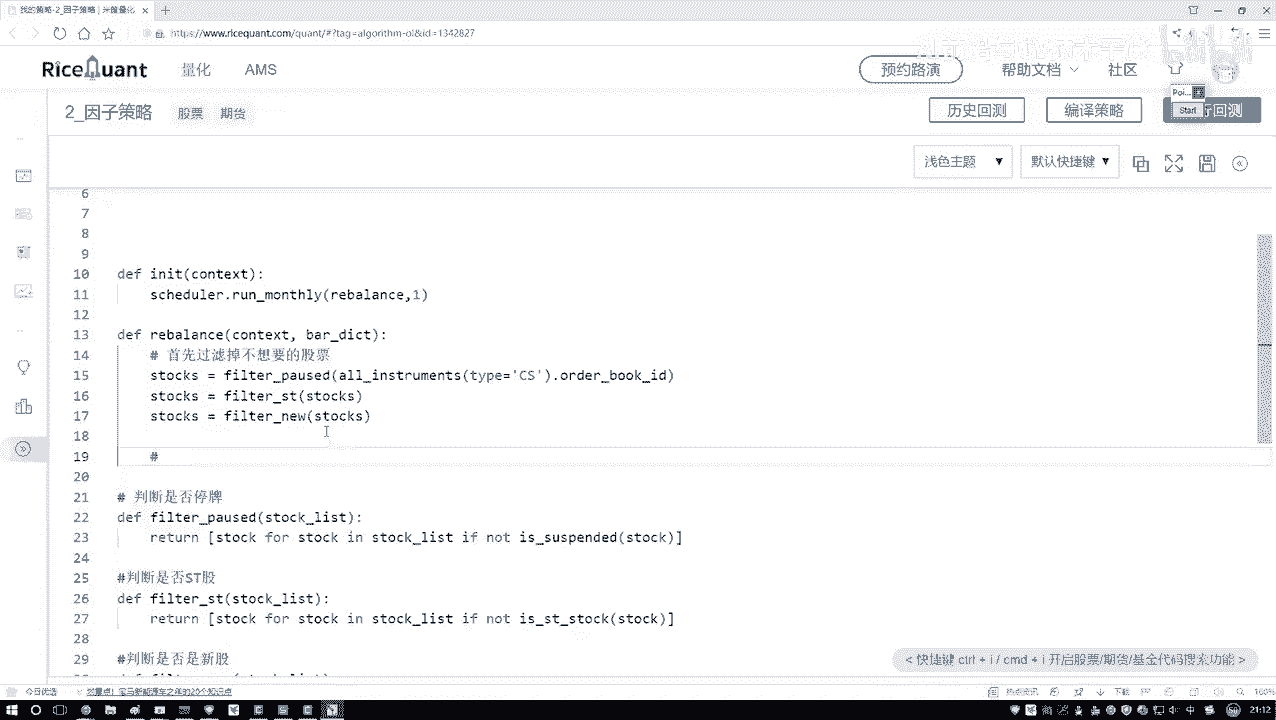 我的策略-2_因子策略 | 米筐量化
https://www.ricequant.com/quant/#?tag=algorithm-ol&id=1342827
RiceQuant 量化 AMS 预约路演 帮助文档 社区
Poi...
Start
2_因子策略 股票 期货 历史回测 编译策略 回测
浅色主题 ▼ 默认快捷键 ▼
6
7
8
9
10 def init(context):
11 scheduler.run_monthly(rebalance,1)
12
13 def rebalance(context, bar_dict):
14 # 首先过滤掉不想要的股票
15 stocks = filter_paused(all_instruments(type='CS').order_book_id)
16 stocks = filter_st(stocks)
17 stocks = filter_new(stocks)
18
19 #
20
21 # 判断是否停牌
22 def filter_paused(stock_list):
23 return [stock for stock in stock_list if not is_suspended(stock)]
24
25 #判断是否ST股
26 def filter_st(stock_list):
27 return [stock for stock in stock_list if not is_st_stock(stock)]
28
29 #判断是否是新股
< 快捷键 ctrl + i / cmd + i 开启股票/期货/基金代码模糊功能 >
今日优选
100%
中
21:12